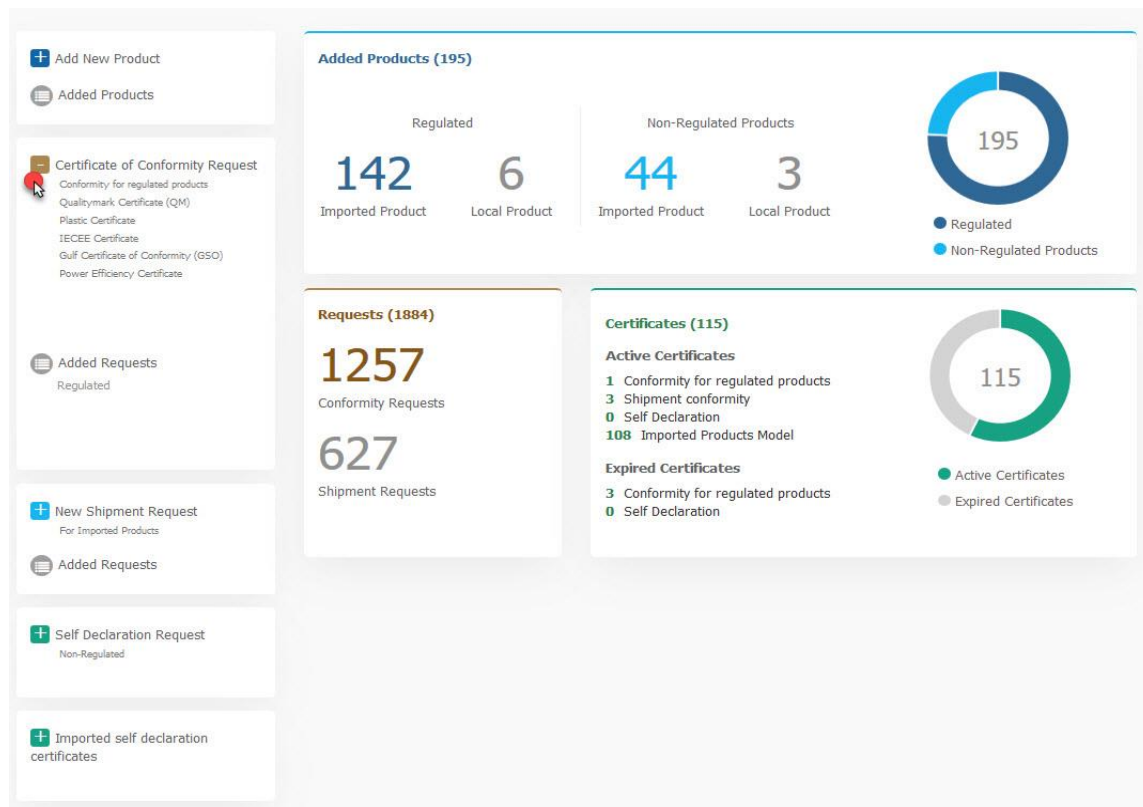 Add New Product
Added Products
Certificate of Conformity Request
Conformity for regulated products
Qualitymark Certificate (QM)
Plastic Certificate
IECEE Certificate
Gulf Certificate of Conformity (GSO)
Power Efficiency Certificate
Added Requests
Regulated
New Shipment Request
For Imported Products
Added Requests
Self Declaration Request
Non-Regulated
Imported self declaration
certificates
Added Products (195)
Regulated
142
Imported Product
6
Local Product
Non-Regulated Products
44
Imported Product
3
Local Product
195
Regulated
Non-Regulated Products
Requests (1884)
1257
Conformity Requests
627
Shipment Requests
Certificates (115)
Active Certificates
1 Conformity for regulated products
3 Shipment conformity
0 Self Declaration
108 Imported Products Model
Expired Certificates
3 Conformity for regulated products
0 Self Declaration
115
Active Certificates
Expired Certificates